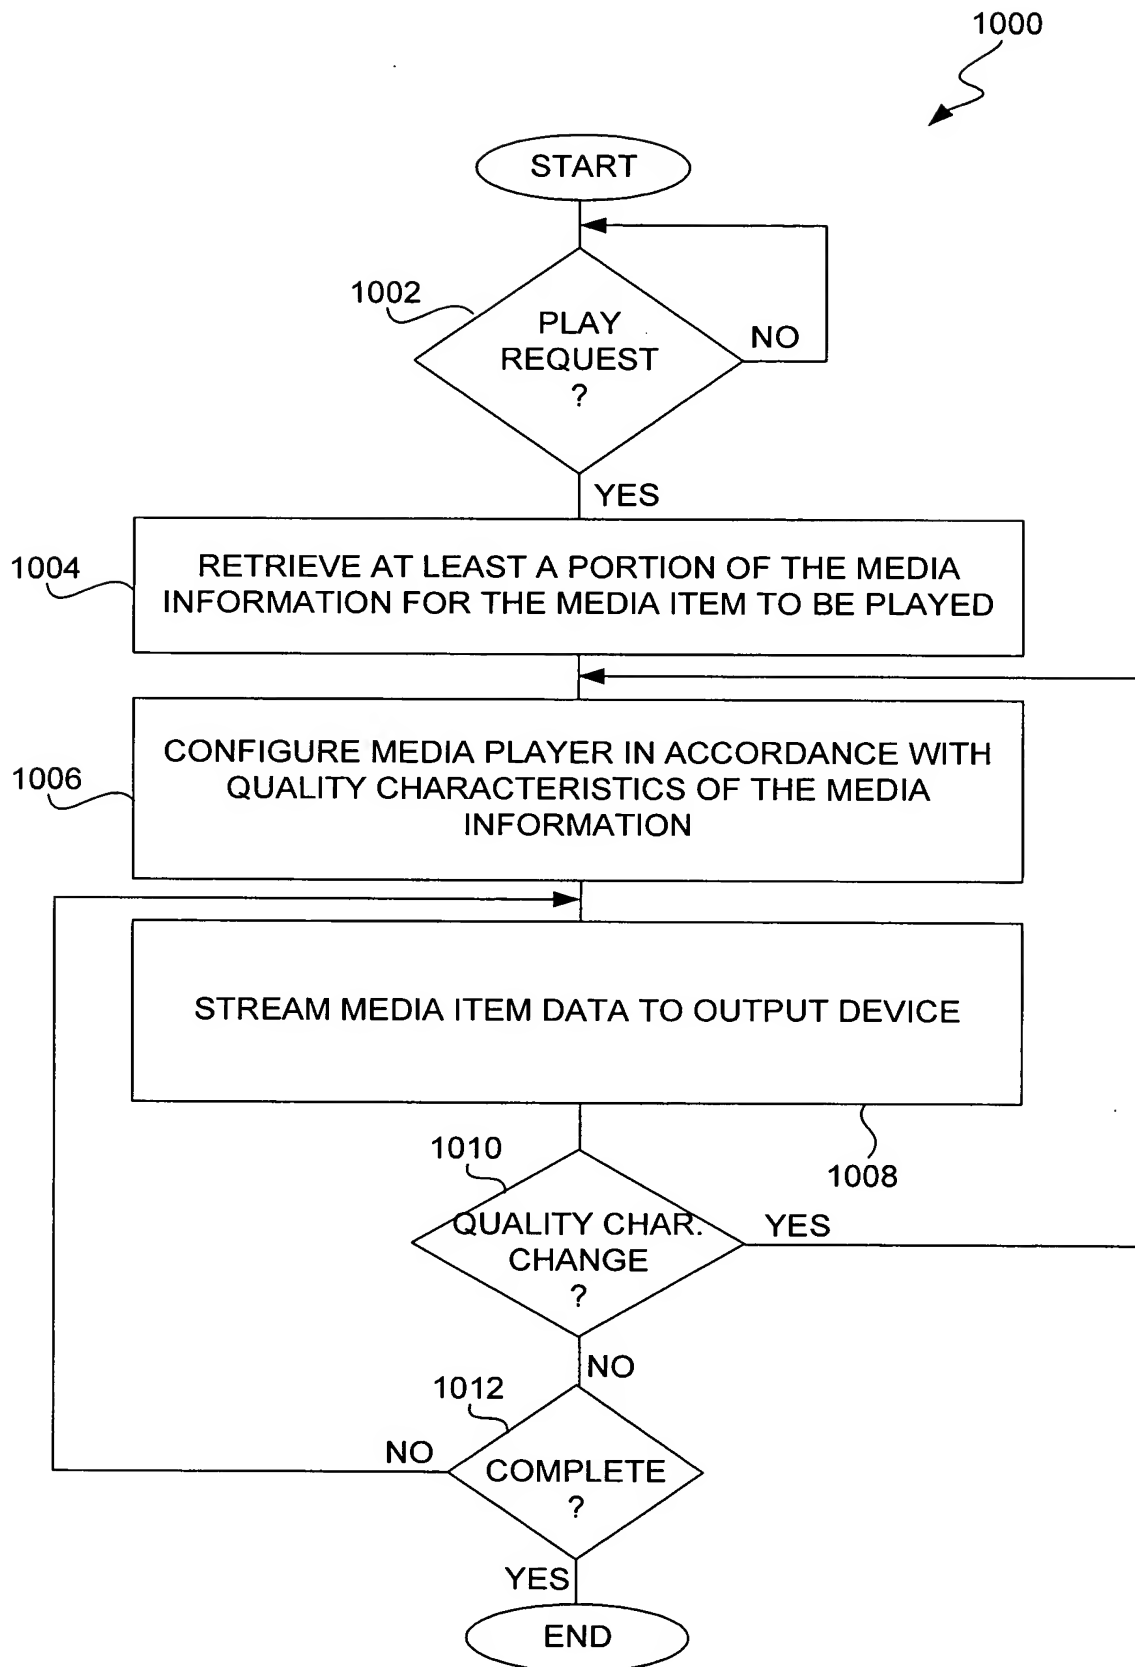 1000
START
1002
PLAY
REQUEST
?
NO
YES
1004
RETRIEVE AT LEAST A PORTION OF THE MEDIA
INFORMATION FOR THE MEDIA ITEM TO BE PLAYED
1006
CONFIGURE MEDIA PLAYER IN ACCORDANCE WITH
QUALITY CHARACTERISTICS OF THE MEDIA
INFORMATION
STREAM MEDIA ITEM DATA TO OUTPUT DEVICE
1008
1010
QUALITY CHAR.
CHANGE
?
YES
NO
1012
COMPLETE
?
NO
YES
END